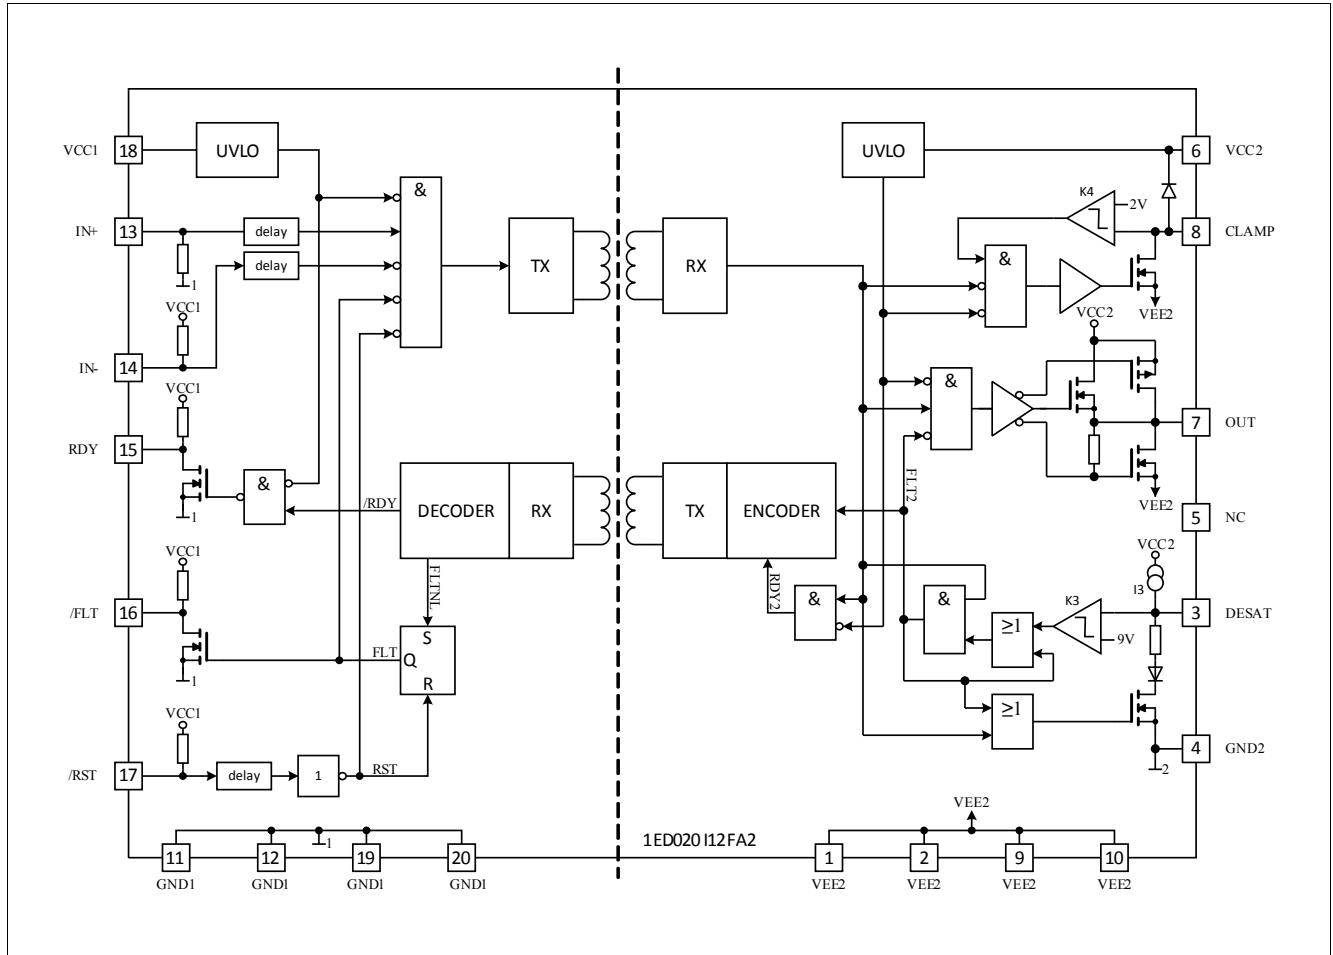 VCC1 18 UVLO
UVLO 6 VCC2
K4
2V
&
IN+ 13 delay
8 CLAMP
delay
TX
RX
&
1
VCC1
VEE2
VCC2
IN- 14
VCC1
&
RDY 15
7 OUT
&
/RDY
DECODER RX
TX ENCODER
FLT2
VEE2
1
5 NC
VCC1
VCC2
I3
FLTNL
RDY2
&
&
≥1
K3
9V
3 DESAT
/FLT 16
S
FLT
Q
R
1
≥1
VCC1
4 GND2
/RST 17 delay 1 RST
2
VEE2
1
1ED020I12FA2
11 12 19 20
1 2 9 10
GND1 GND1 GND1 GND1
VEE2 VEE2 VEE2 VEE2